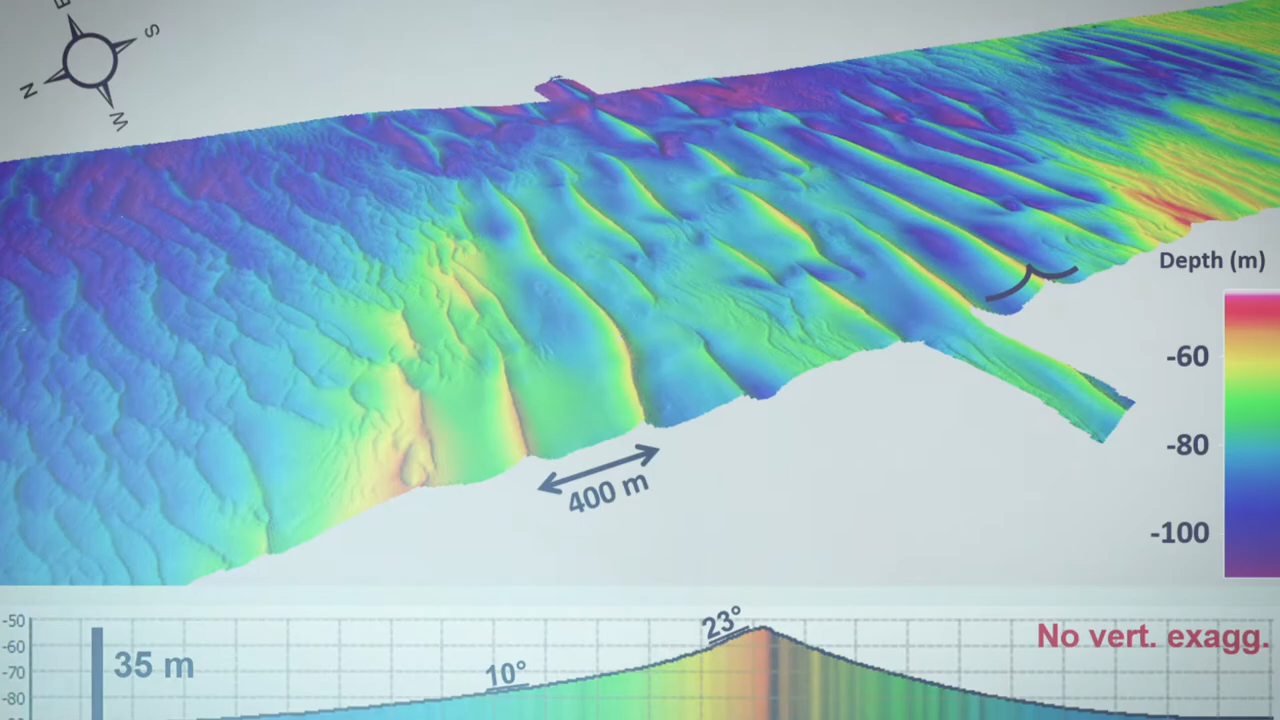 S
N
W
Depth (m)
-60
-80
-100
400 m
-50
-60
-70
-80
35 m
10°
23°
No vert. exagg.